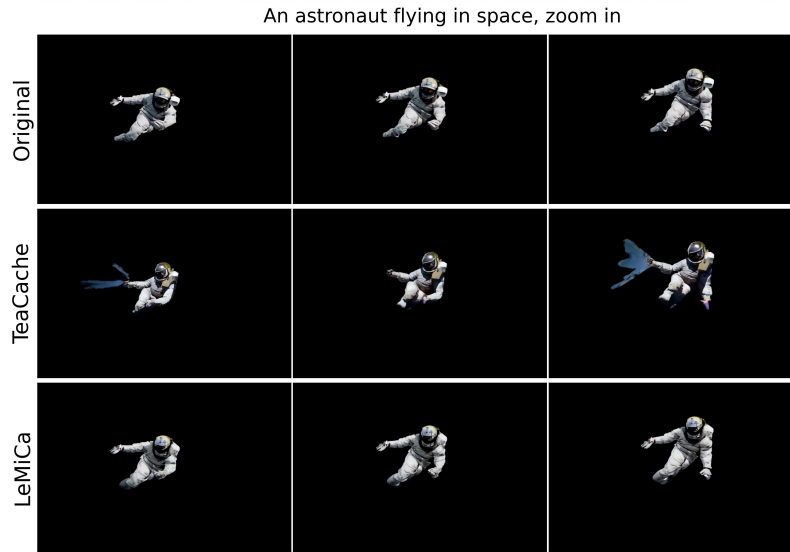 An astronaut flying in space, zoom in
Original
TeaCache
LeMiCa